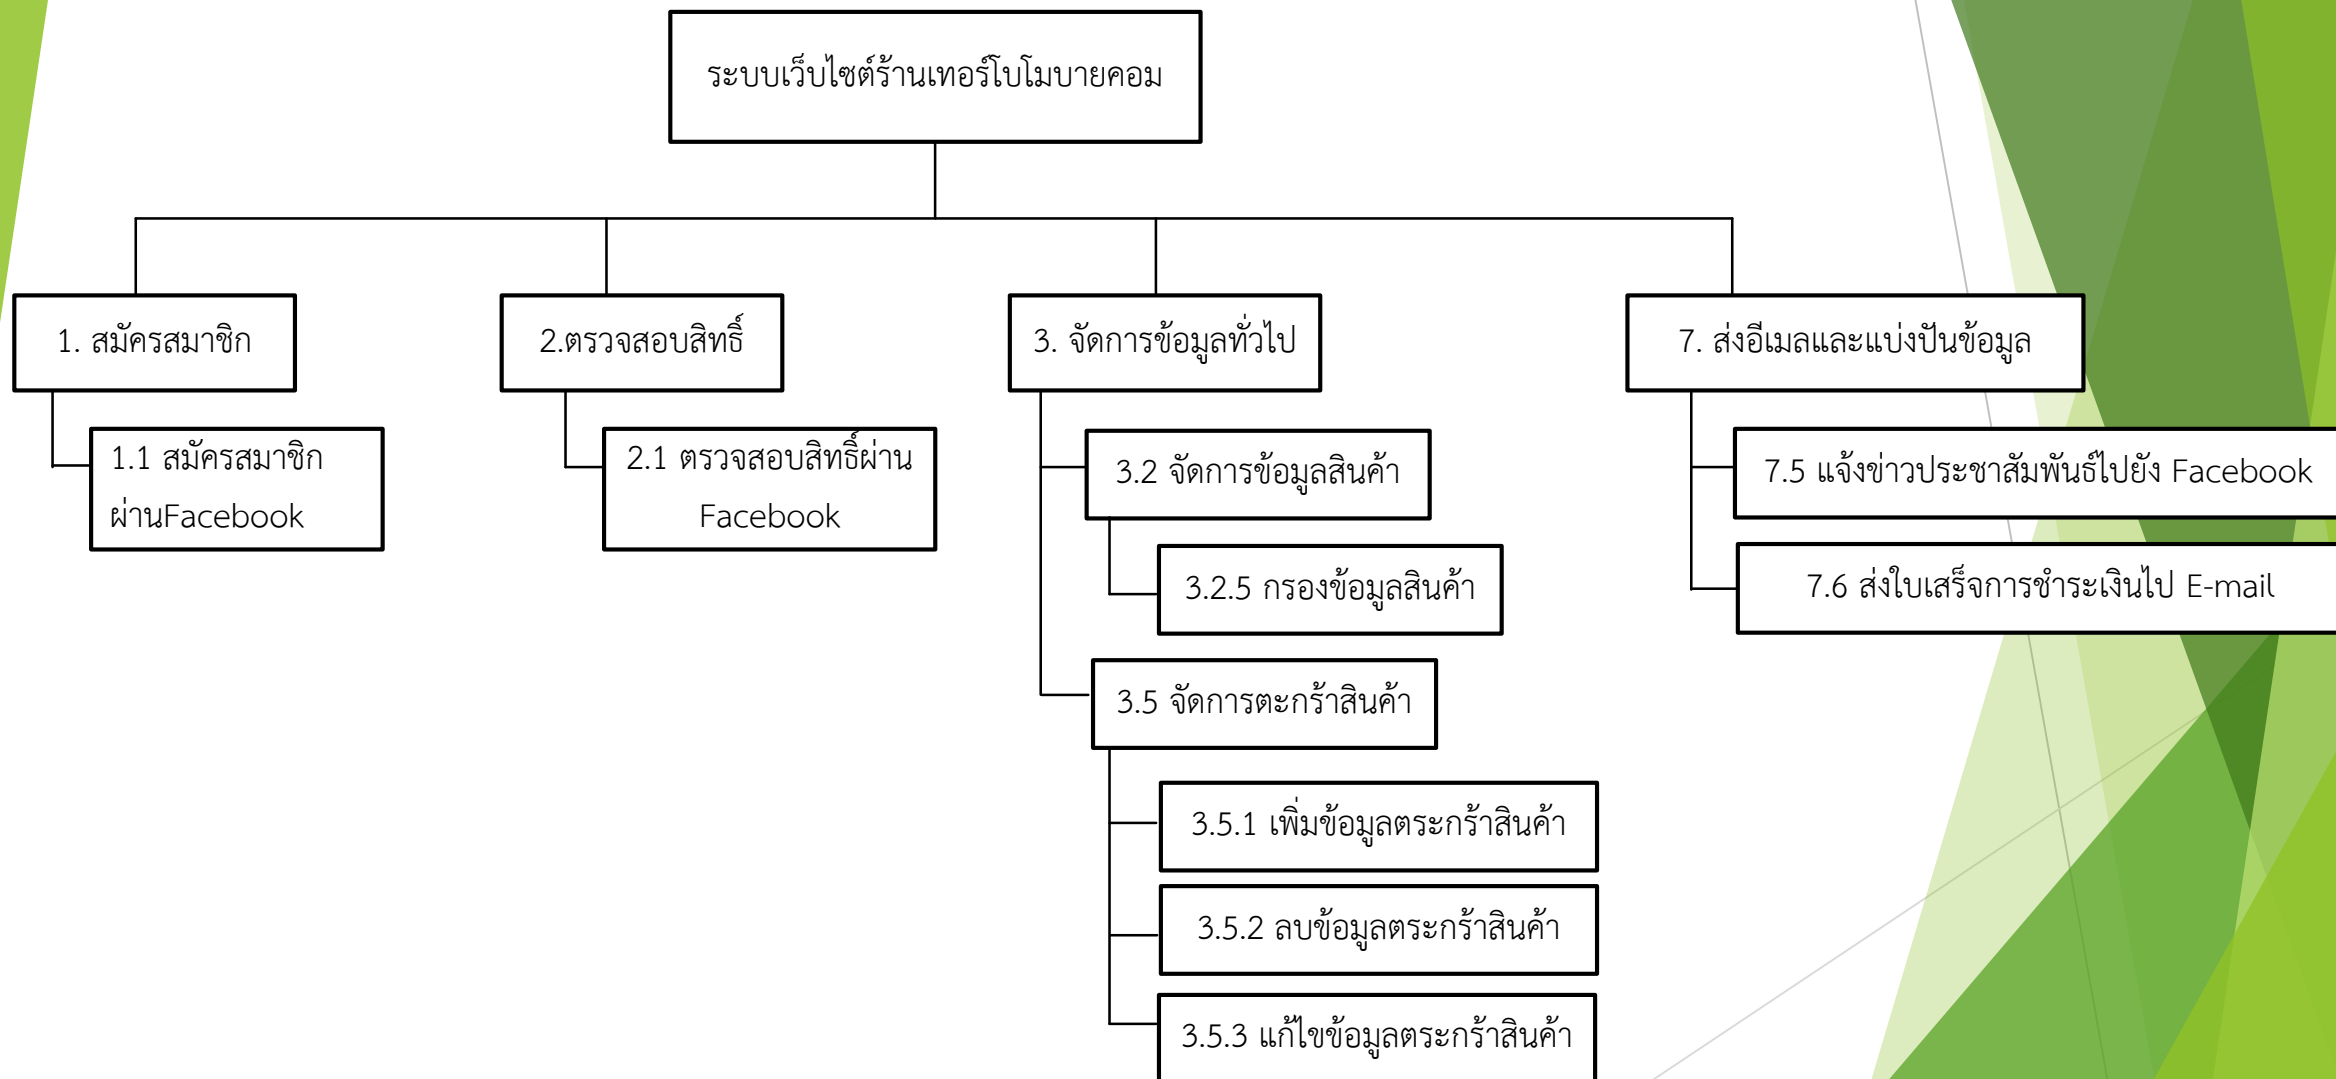 ระบบเว็บไซต์ร้านเทอร์โบโมบายคอม
1. สมัครสมาชิก
1.1 สมัครสมาชิก
ผ่านFacebook
2.ตรวจสอบสิทธิ์
2.1 ตรวจสอบสิทธิ์ผ่าน
Facebook
3. จัดการข้อมูลทั่วไป
3.2 จัดการข้อมูลสินค้า
3.2.5 กรองข้อมูลสินค้า
3.5 จัดการตะกร้าสินค้า
3.5.1 เพิ่มข้อมูลตระกร้าสินค้า
3.5.2 ลบข้อมูลตระกร้าสินค้า
3.5.3 แก้ไขข้อมูลตระกร้าสินค้า
7. ส่งอีเมลและแบ่งปันข้อมูล
7.5 แจ้งข่าวประชาสัมพันธ์ไปยัง Facebook
7.6 ส่งใบเสร็จการชำระเงินไป E-mail